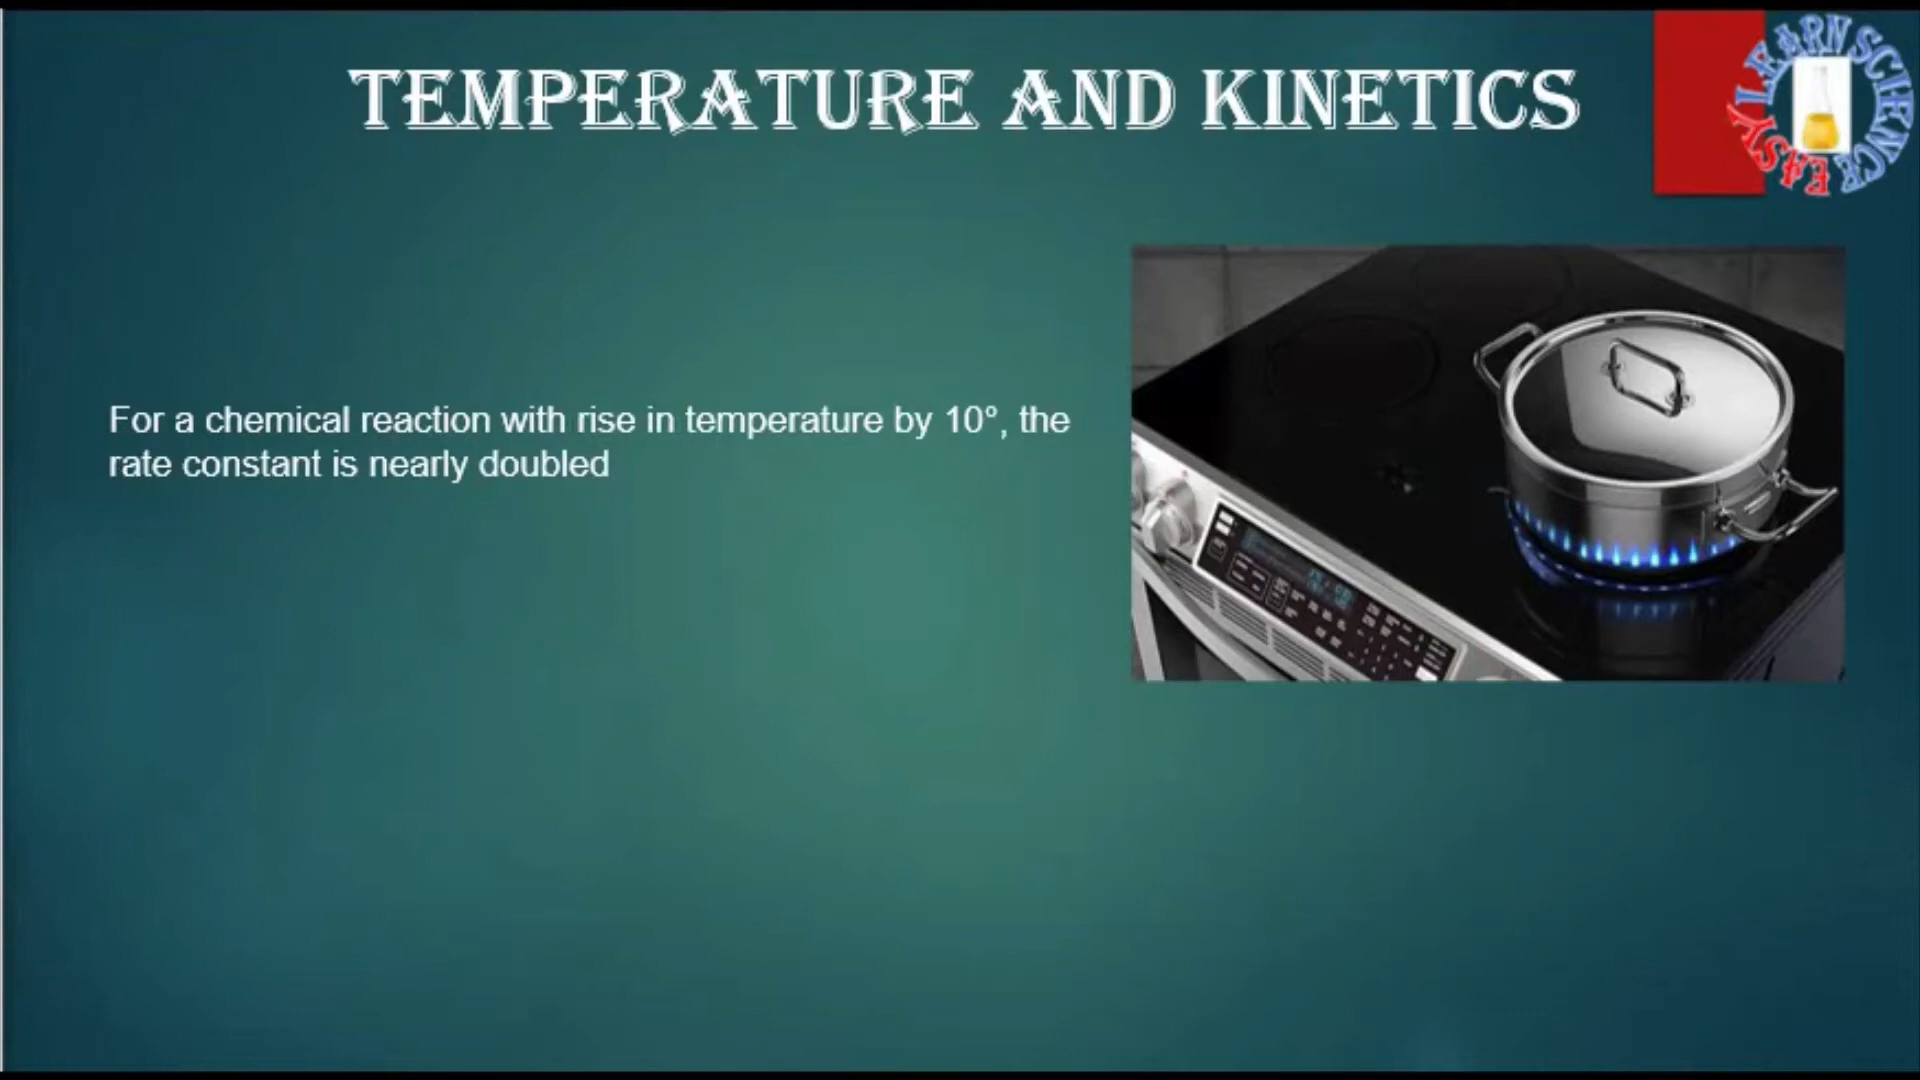 TEMPERATURE AND KINETICS
LEARN SCIENCE EASY
For a chemical reaction with rise in temperature by 10°, the
rate constant is nearly doubled